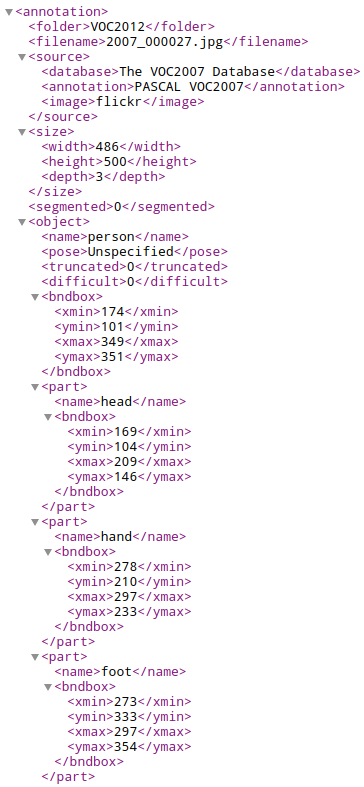 <annotation>
<folder>VOC2012</folder>
<filename>2007_000027.jpg</filename>
<source>
<database>The VOC2007 Database</database>
<annotation>PASCAL VOC2007</annotation>
<image>flickr</image>
</source>
<size>
<width>486</width>
<height>500</height>
<depth>3</depth>
</size>
<segmented>0</segmented>
<object>
<name>person</name>
<pose>Unspecified</pose>
<truncated>0</truncated>
<difficult>0</difficult>
<bndbox>
<xmin>174</xmin>
<ymin>101</ymin>
<xmax>349</xmax>
<ymax>351</ymax>
</bndbox>
<part>
<name>head</name>
<bndbox>
<xmin>169</xmin>
<ymin>104</ymin>
<xmax>209</xmax>
<ymax>146</ymax>
</bndbox>
</part>
<part>
<name>hand</name>
<bndbox>
<xmin>278</xmin>
<ymin>210</ymin>
<xmax>297</xmax>
<ymax>233</ymax>
</bndbox>
</part>
<part>
<name>foot</name>
<bndbox>
<xmin>273</xmin>
<ymin>333</ymin>
<xmax>297</xmax>
<ymax>354</ymax>
</bndbox>
</part>